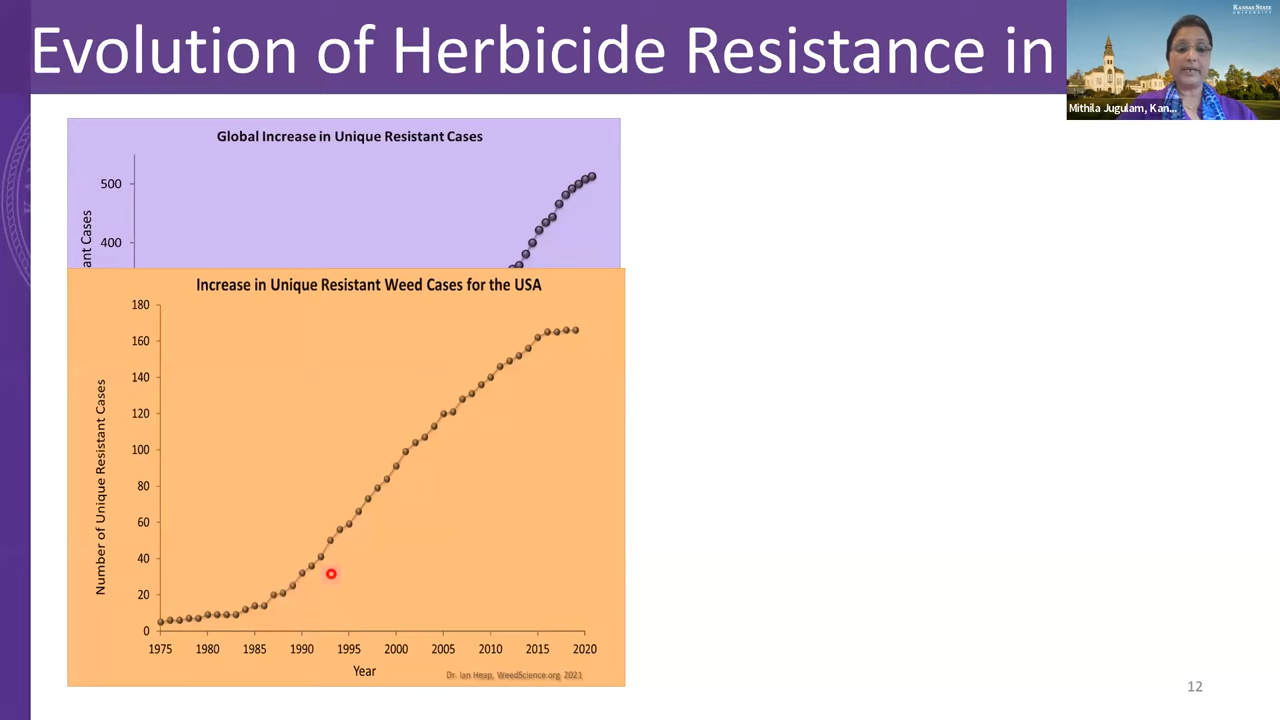 Evolution of Herbicide Resistance in
KANSAS STATE
UNIVERSITY
Mithila Jugulam, Kan...
Global Increase in Unique Resistant Cases
500
400
ant Cases
Increase in Unique Resistant Weed Cases for the USA
180
160
140
120
100
80
60
40
20
0
Number of Unique Resistant Cases
1975 1980 1985 1990 1995 2000 2005 2010 2015 2020
Year
Dr. Ian Heap, WeedScience.org 2021
12